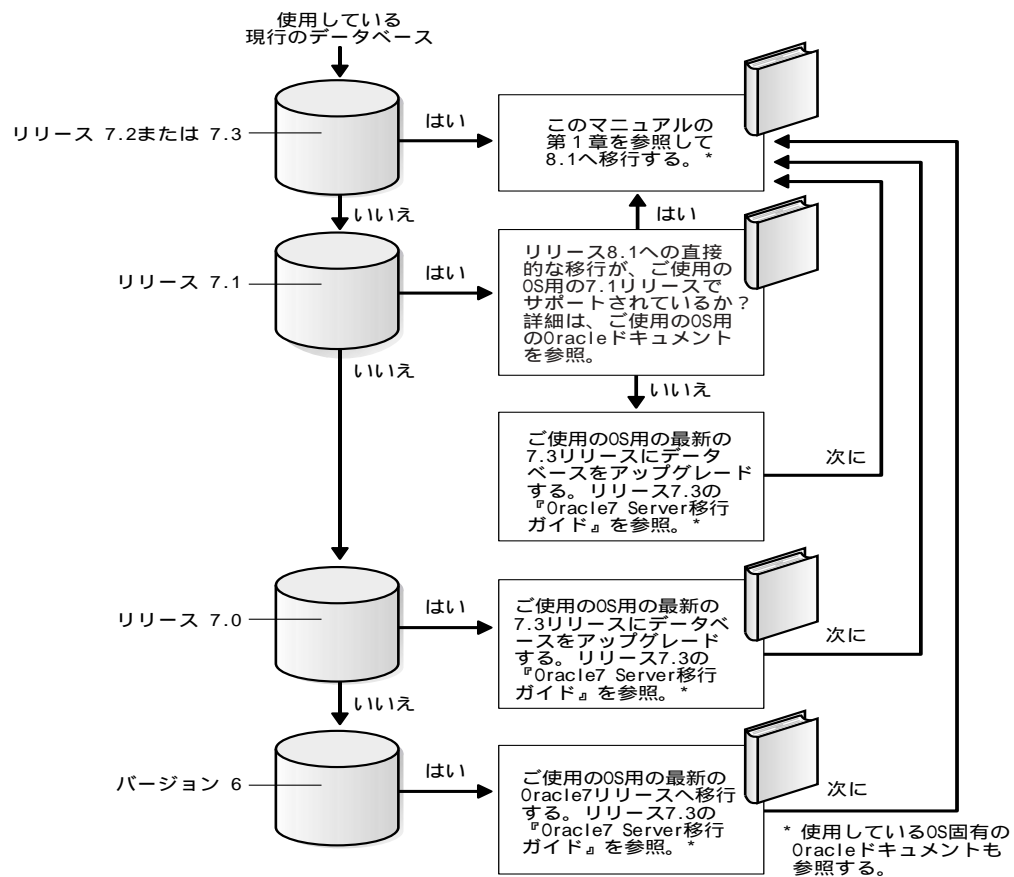 使用している
現行のデータベース
リリース 7.2または 7.3
はい
このマニュアルの
第１章を参照して
8.1へ移行する。*
いいえ
はい
リリース 7.1
はい
リリース8.1への直接
的な移行が、ご使用の
OS用の7.1リリースで
サポートされているか？
詳細は、ご使用のOS用
のOracleドキュメント
を参照。
いいえ
いいえ
ご使用のOS用の最新の
7.3リリースにデータ
ベースをアップグレード
する。リリース7.3の
『Oracle7 Server移行
ガイド』を参照。*
次に
リリース 7.0
はい
ご使用のOS用の最新の
7.3リリースにデータベ
ースをアップグレード
する。リリース7.3の
『Oracle7 Server移行
ガイド』を参照。*
次に
いいえ
バージョン 6
はい
ご使用のOS用の最新の
Oracle7リリースへ移行
する。リリース7.3の
『Oracle7 Server移行
ガイド』を参照。*
次に
* 使用しているOS固有の
Oracleドキュメントも
参照する。